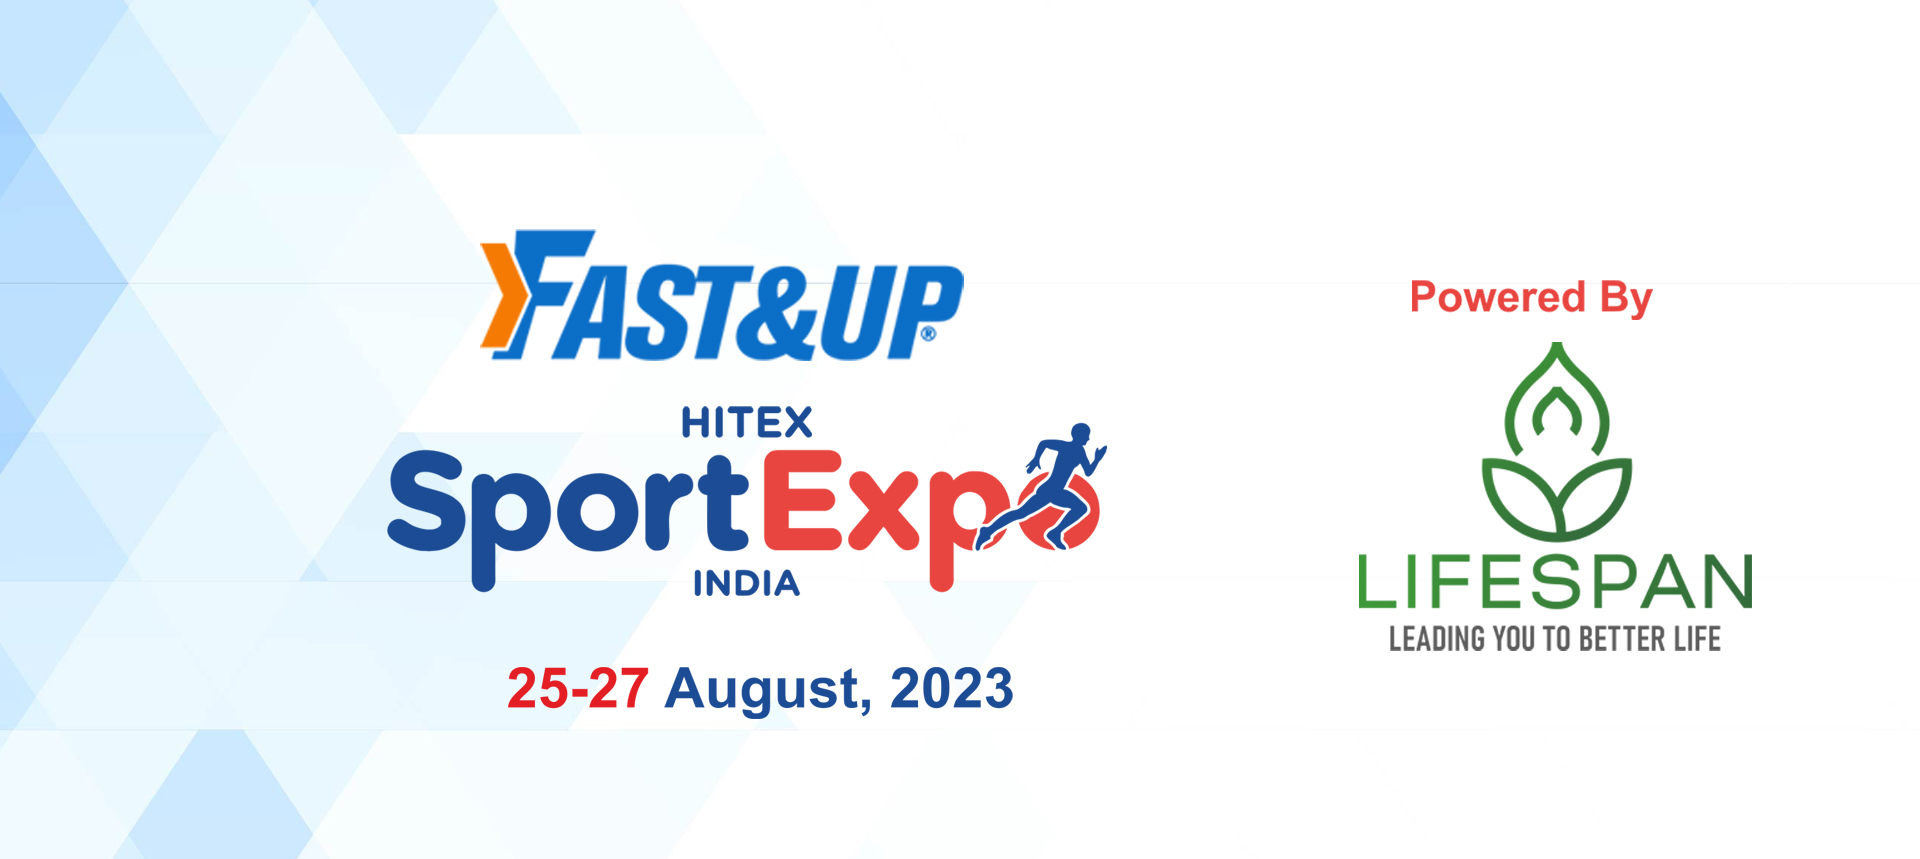 FAST&UP®
HITEX
SportExpo
INDIA
25-27 August, 2023
Powered By
LIFESPAN
LEADING YOU TO BETTER LIFE